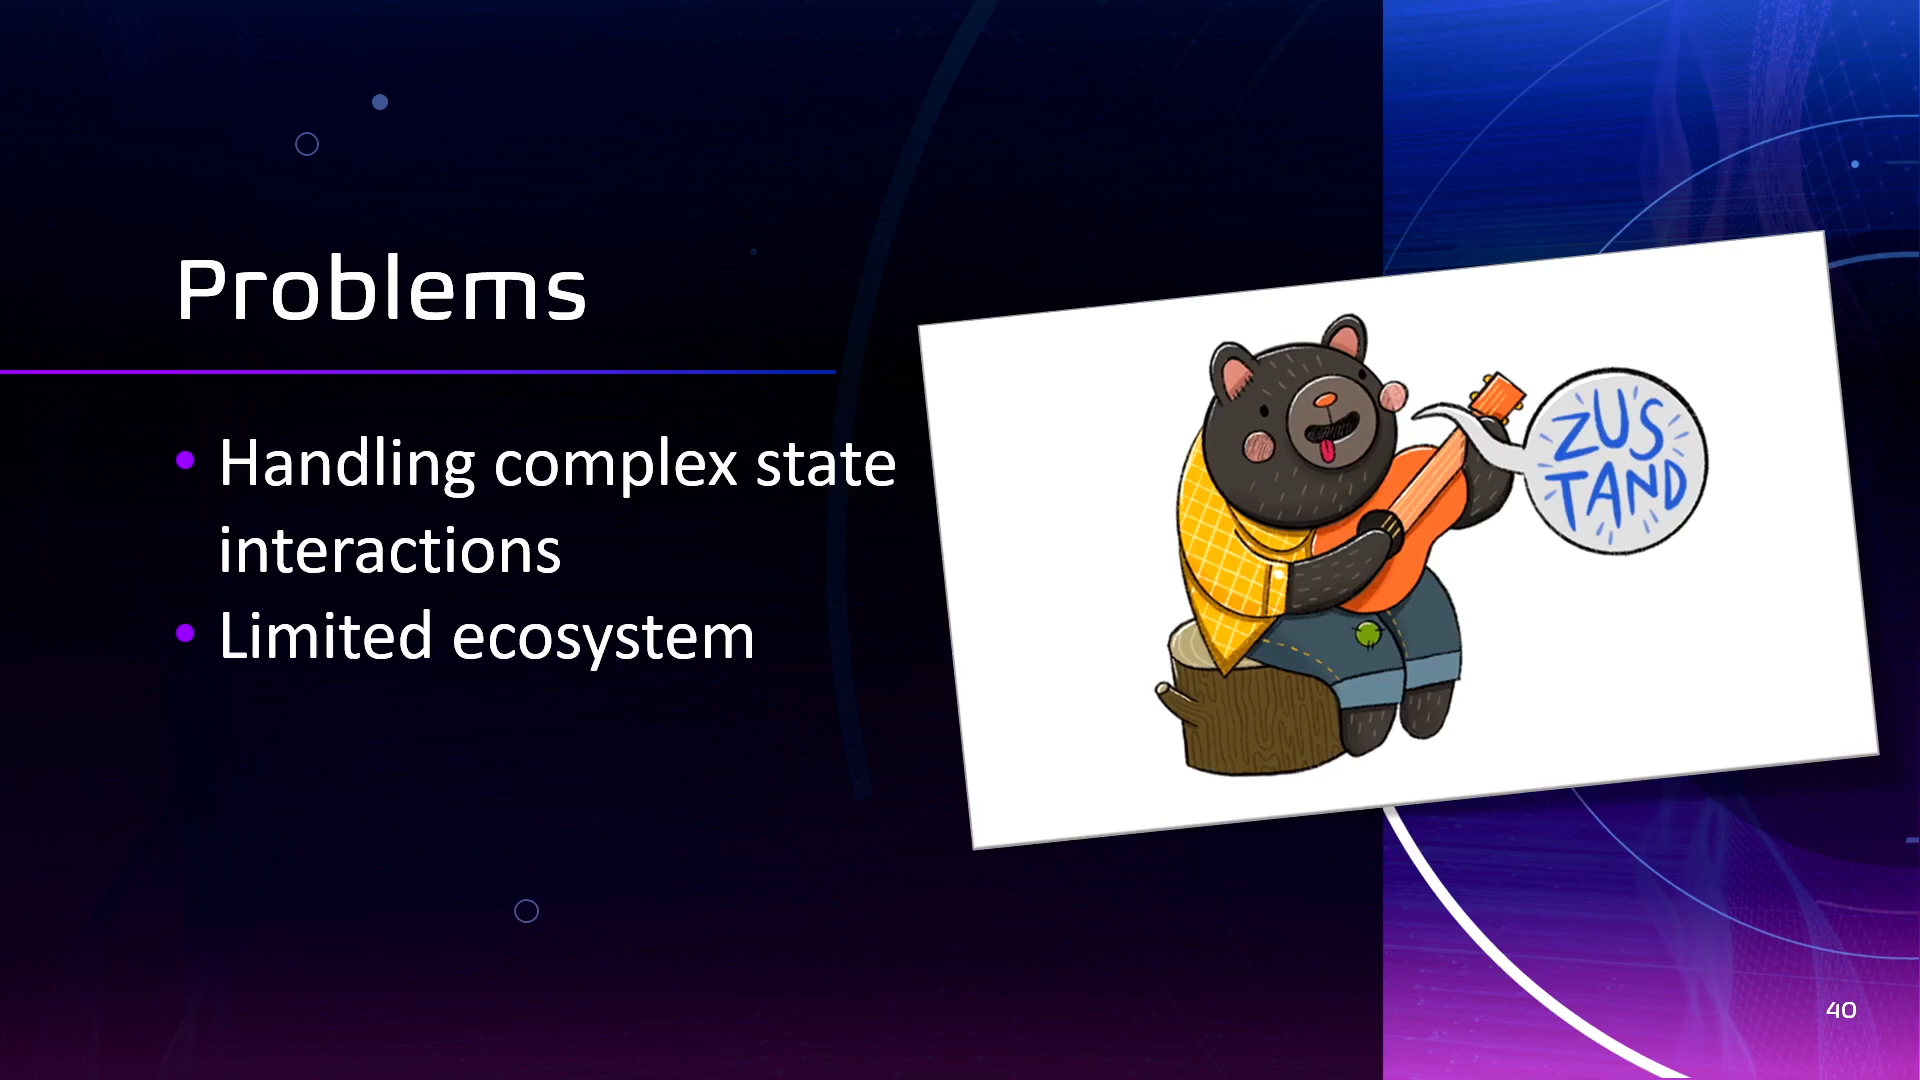 Problems
Handling complex state
interactions
Limited ecosystem
ZUS
TAND
40